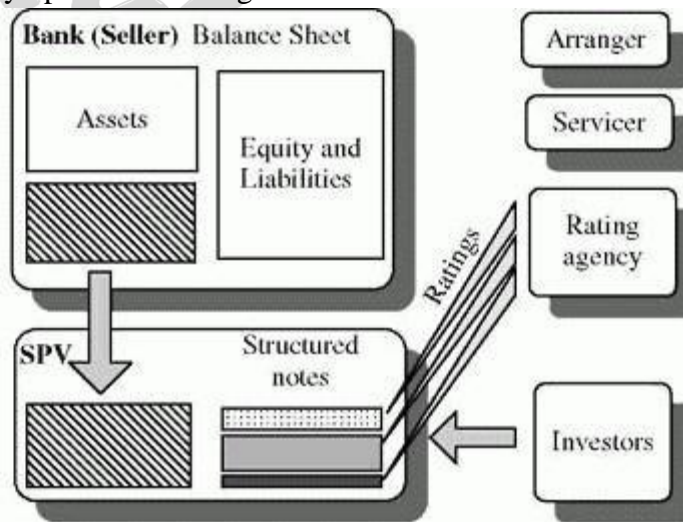 Bank (Seller) Balance Sheet
Assets
Equity and
Liabilities
Arranger
Servicer
Rating
agency
Ratings
SPV
Structured
notes
Investors